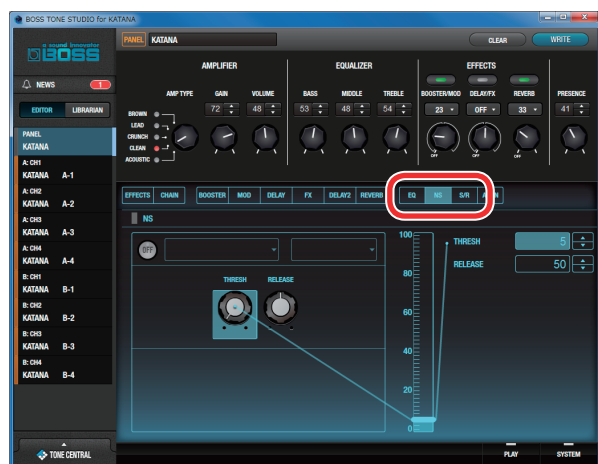 BOSS TONE STUDIO for KATANA
a sound innovator
BOSS
PANEL KATANA
CLEAR WRITE
NEWS 1
EDITOR LIBRARIAN
PANEL
KATANA
A: CH1
KATANA A-1
A: CH2
KATANA A-2
A: CH3
KATANA A-3
A: CH4
KATANA A-4
B: CH1
KATANA B-1
B: CH2
KATANA B-2
B: CH3
KATANA B-3
B: CH4
KATANA B-4
TONE CENTRAL
AMPLIFIER EQUALIZER EFFECTS
AMP TYPE GAIN VOLUME BASS MIDDLE TREBLE BOOSTER/MOD DELAY/FX REVERB PRESENCE
72 48 53 48 54 23 OFF 33 41
BROWN
LEAD
CRUNCH
CLEAN
ACOUSTIC
OFF OFF OFF
EFFECTS CHAIN BOOSTER MOD DELAY FX DELAY2 REVERB EQ NS S/R
NS
OFF
THRESH RELEASE
100
80
60
40
20
0
THRESH 5
RELEASE 50
PLAY SYSTEM